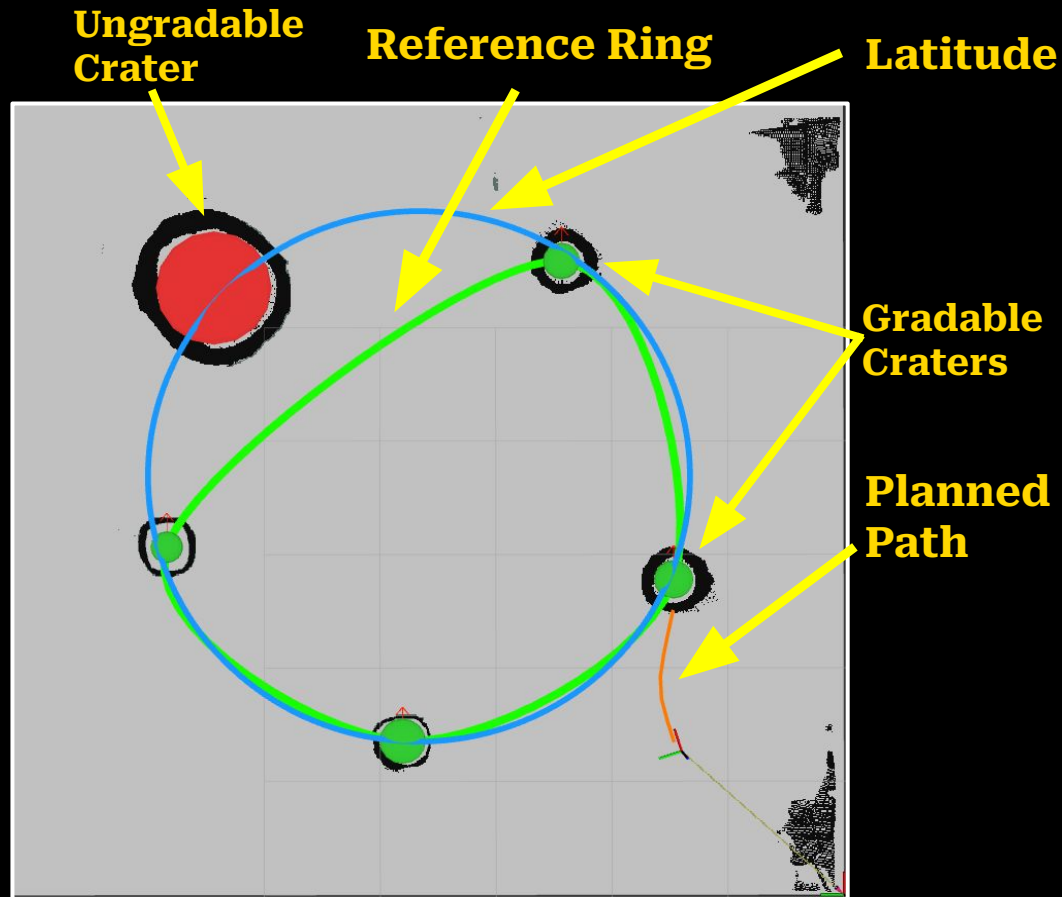 Ungradable
Crater
Reference Ring
Latitude
Gradable
Craters
Planned
Path